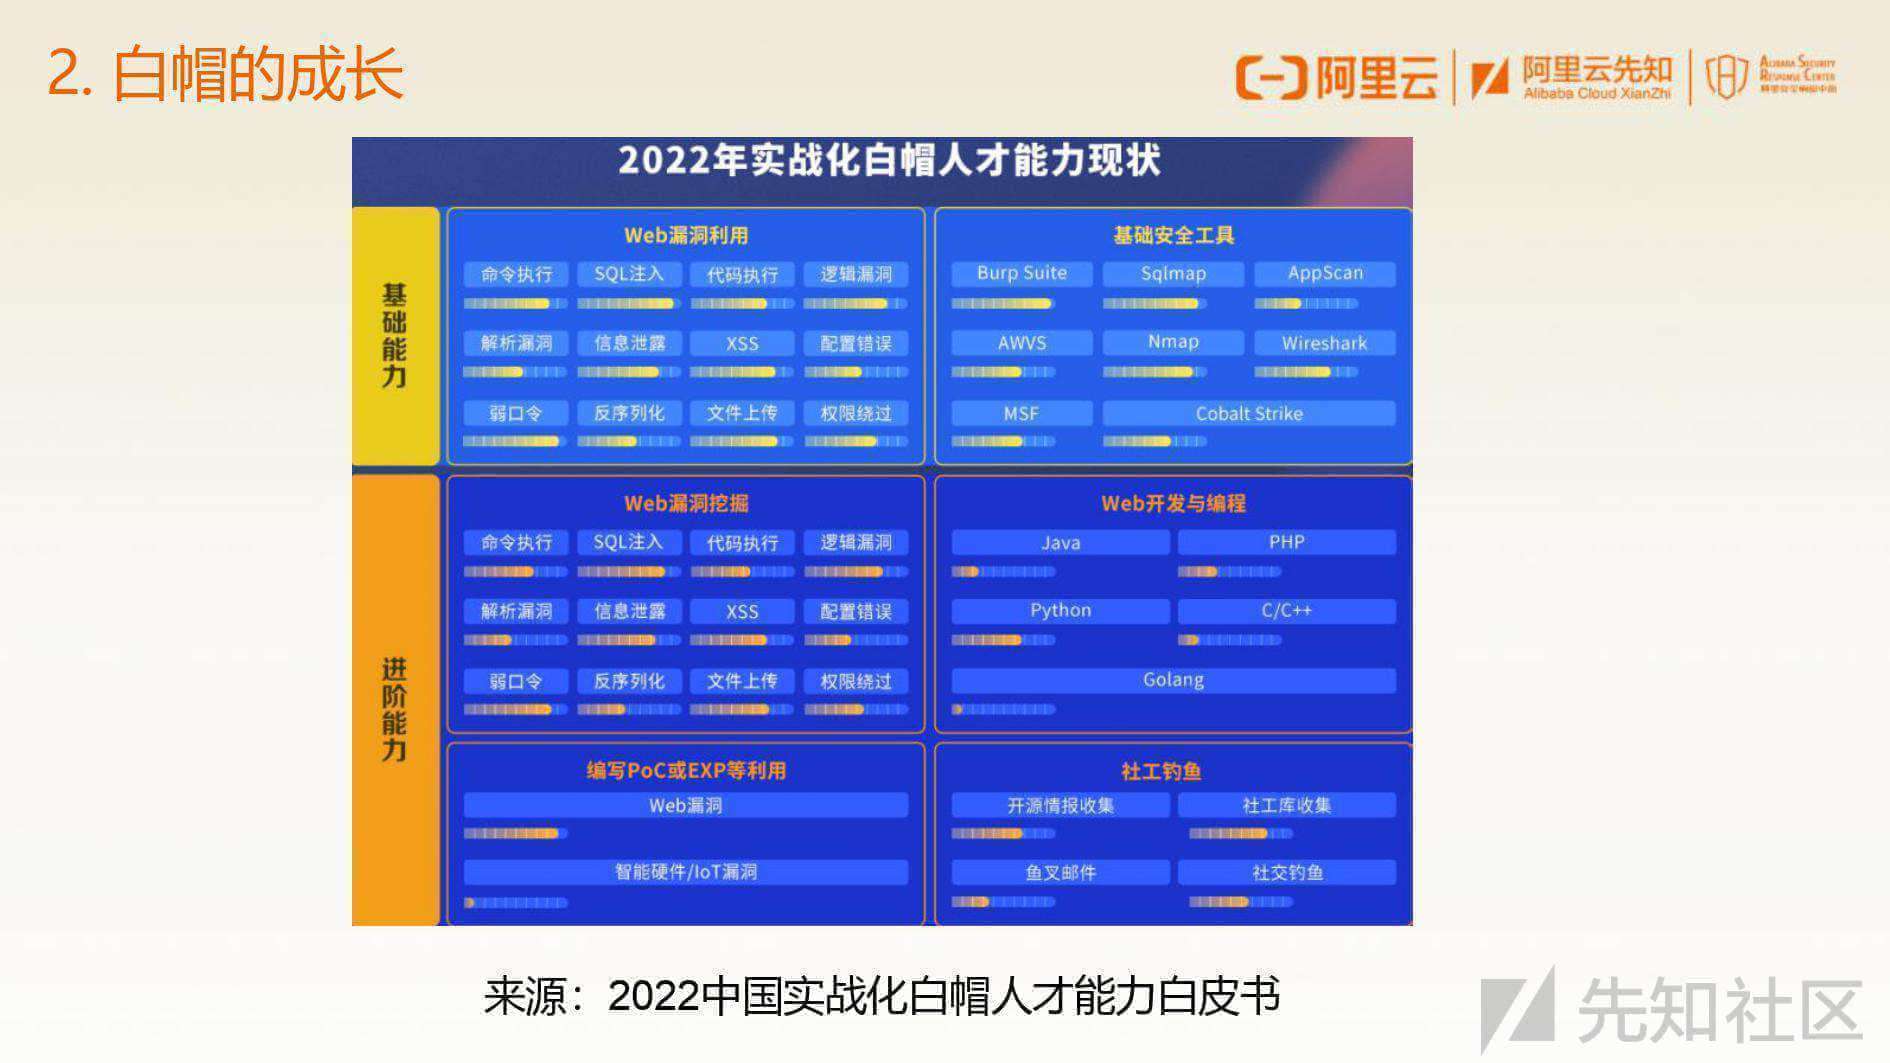 2. 白帽的成长
阿里云
阿里云先知
Alibaba Cloud XianZhi
Alibaba Security
Response Center
2022年实战化白帽人才能力现状
基础能力
Web漏洞利用
命令执行 SQL注入 代码执行 逻辑漏洞
解析漏洞 信息泄露 XSS 配置错误
弱口令 反序列化 文件上传 权限绕过
基础安全工具
Burp Suite Sqlmap AppScan
AWVS Nmap Wireshark
MSF Cobalt Strike
进阶能力
Web漏洞挖掘
命令执行 SQL注入 代码执行 逻辑漏洞
解析漏洞 信息泄露 XSS 配置错误
弱口令 反序列化 文件上传 权限绕过
Web开发与编程
Java PHP
Python C/C++
Golang
编写PoC或EXP等利用
Web漏洞
智能硬件/IoT漏洞
社工钓鱼
开源情报收集 社工库收集
鱼叉邮件 社交钓鱼
来源：2022中国实战化白帽人才能力白皮书
先知社区